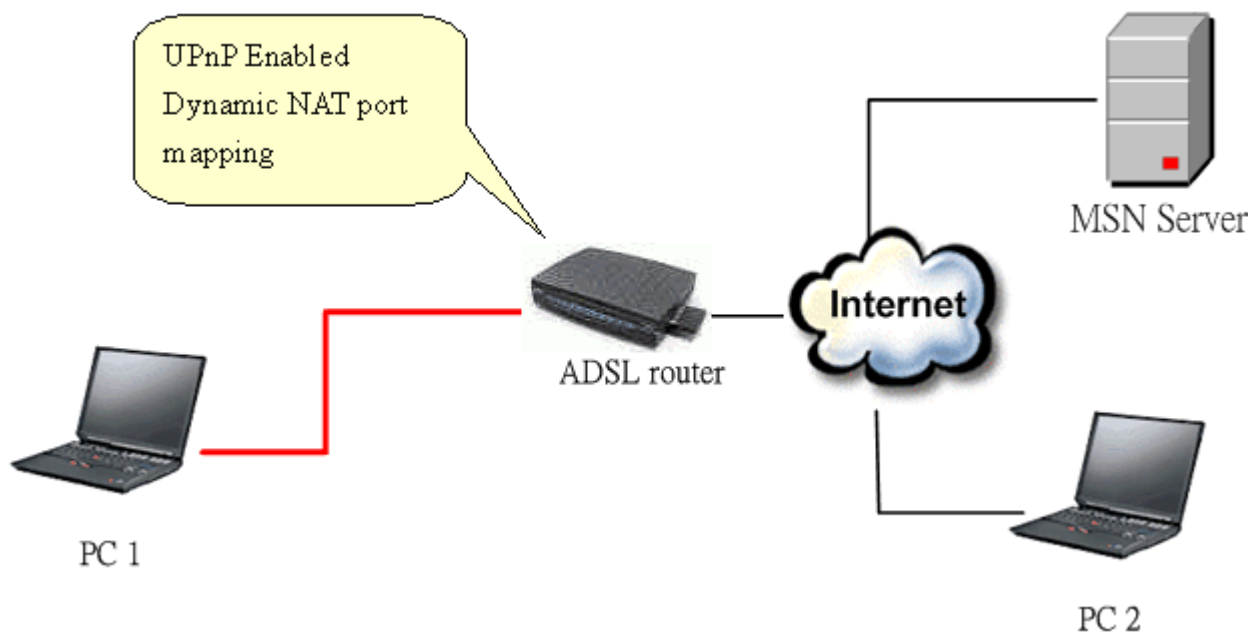 UPnP Enabled
Dynamic NAT port
mapping
MSN Server
Internet
ADSL router
PC 1
PC 2